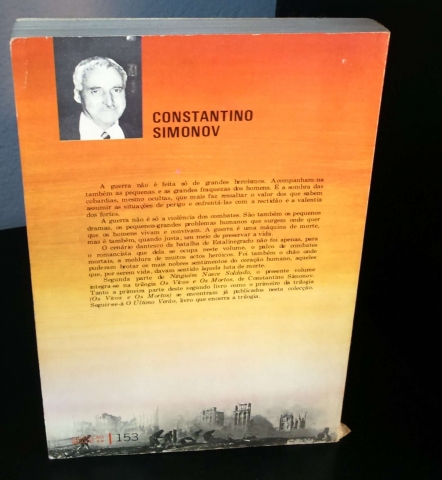 CONSTANTINO
SIMONOV
A guerra não é feita só de grandes heroísmos. Acompanham-na
também as pequenas e as grandes fraquezas dos homens. É a sombra das
cobardias, mesmo ocultas, que mais faz ressaltar o valor dos que sabem
assumir as situações de perigo e enfrentá-las com a rectidão e a valentia
dos fortes.
A guerra não é só a violência dos combates. São também os pequenos
dramas, os pequenos-grandes problemas humanos que surgem onde quer
que os homens vivam e convivam. A guerra é uma máquina de morte,
mas é também, quando justa, um meio de preservar a vida.
O cenário dantesco da batalha de Estalinegrado não foi apenas, para
o romancista que dela se ocupa neste volume, o palco de combates
mortais, a moldura de muitos actos heróicos. Foi também o chão onde
puderam brotar os mais nobres sentimentos do coração humano, aqueles
que, por serem vida, davam sentido àquela luta de morte.
Segunda parte de Ninguém Nasce Soldado, o presente volume
integra-se na trilogia Os Vivos e Os Mortos, de Constantino Simonov.
Tanto a primeira parte deste segundo livro como o primeiro da trilogia
(Os Vivos e Os Mortos) se encontram já publicados nesta colecção.
Seguir-se-á O Último Verão, livro que encerra a trilogia.
153